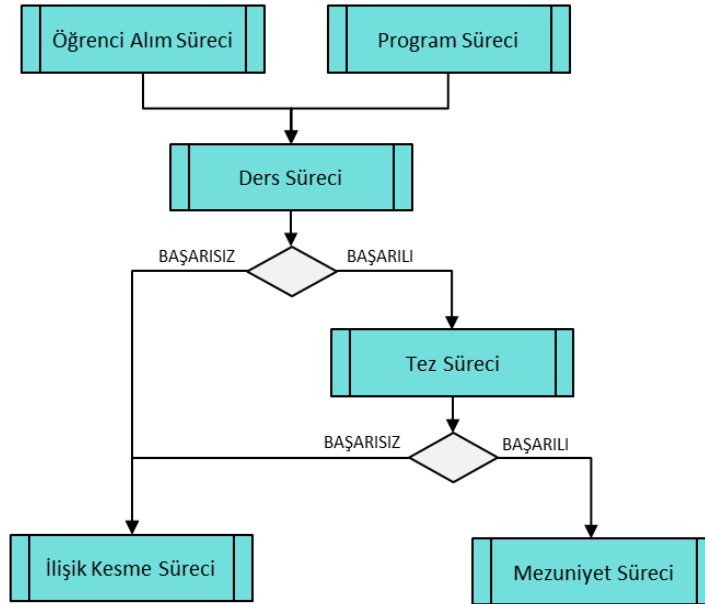 Öğrenci Alım Süreci
Program Süreci
Ders Süreci
BAŞARISIZ
BAŞARILI
Tez Süreci
BAŞARISIZ
BAŞARILI
İlişik Kesme Süreci
Mezuniyet Süreci